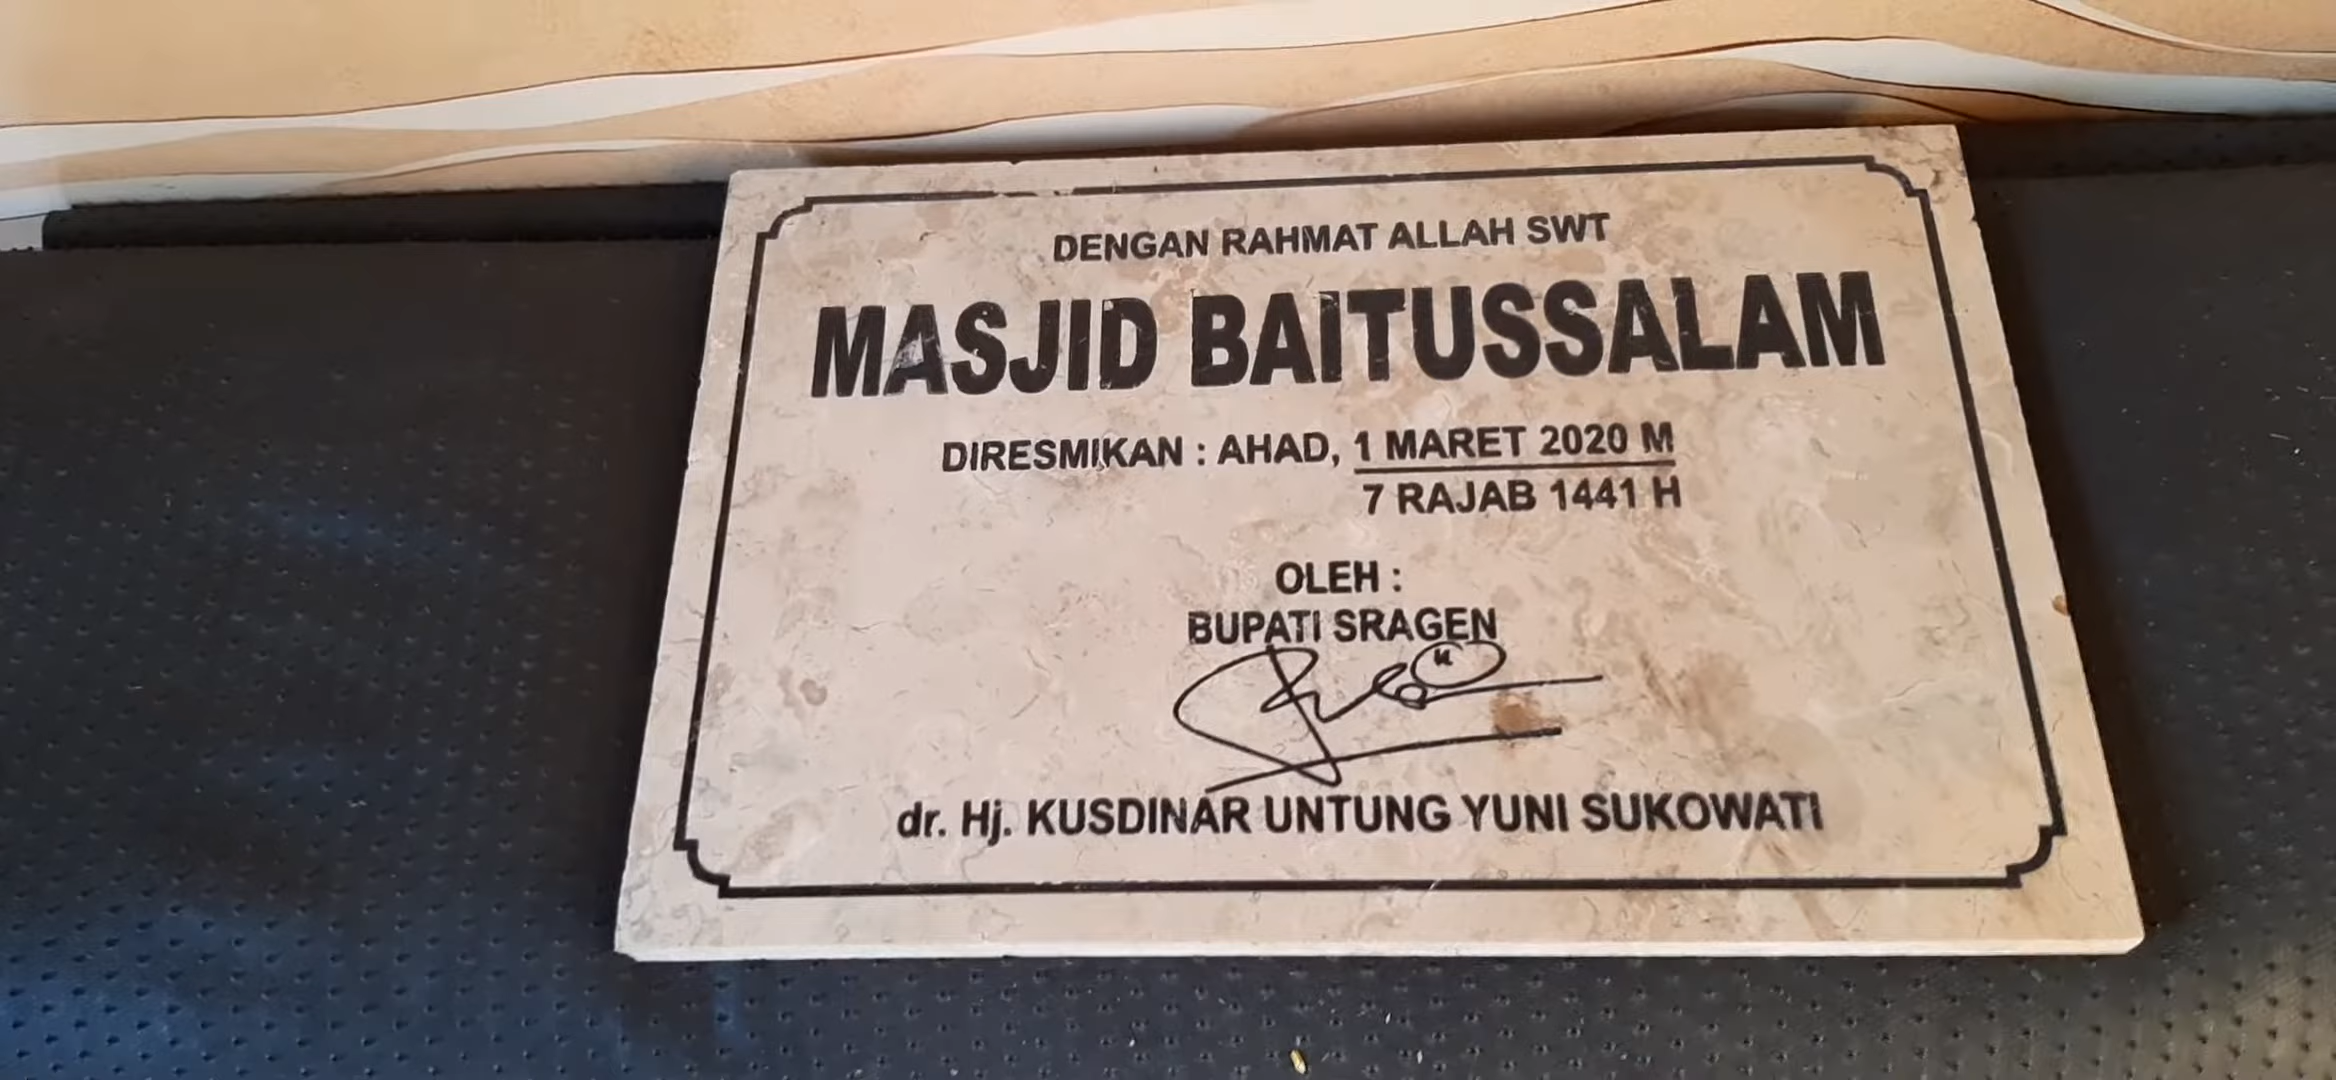 DENGAN RAHMAT ALLAH SWT
MASJID BAITUSSALAM
DIRESMIKAN : AHAD, 1 MARET 2020 M
7 RAJAB 1441 H
OLEH :
BUPATI SRAGEN
dr. Hj. KUSDINAR UNTUNG YUNI SUKOWATI